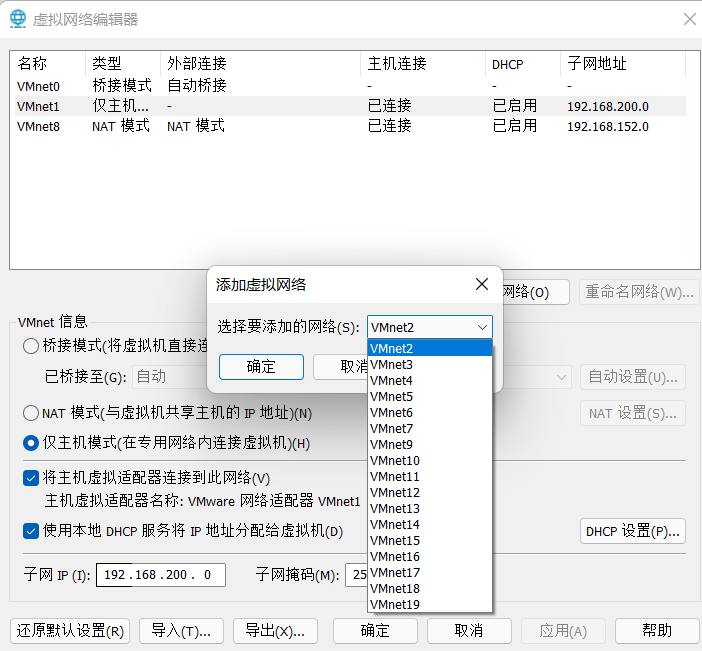 虚拟网络编辑器
名称 类型 外部连接 主机连接 DHCP 子网地址
VMnet0 桥接模式 自动桥接 - - -
VMnet1 仅主机... - 已连接 已启用 192.168.200.0
VMnet8 NAT 模式 NAT 模式 已连接 已启用 192.168.152.0
添加虚拟网络
选择要添加的网络(S): VMnet2
确定 取消
VMnet2
VMnet3
VMnet4
VMnet5
VMnet6
VMnet7
VMnet9
VMnet10
VMnet11
VMnet12
VMnet13
VMnet14
VMnet15
VMnet16
VMnet17
VMnet18
VMnet19
网络(O) 重命名网络(W)...
VMnet 信息
桥接模式(将虚拟机直接连
已桥接至(G): 自动 自动设置(U)...
NAT 模式(与虚拟机共享主机的 IP 地址)(N) NAT 设置(S)...
仅主机模式(在专用网络内连接虚拟机)(H)
将主机虚拟适配器连接到此网络(V)
主机虚拟适配器名称: VMware 网络适配器 VMnet1
使用本地 DHCP 服务将 IP 地址分配给虚拟机(D) DHCP 设置(P)...
子网 IP (I): 192 .168 .200 . 0 子网掩码(M): 25
还原默认设置(R) 导入(T)... 导出(X)... 确定 取消 应用(A) 帮助